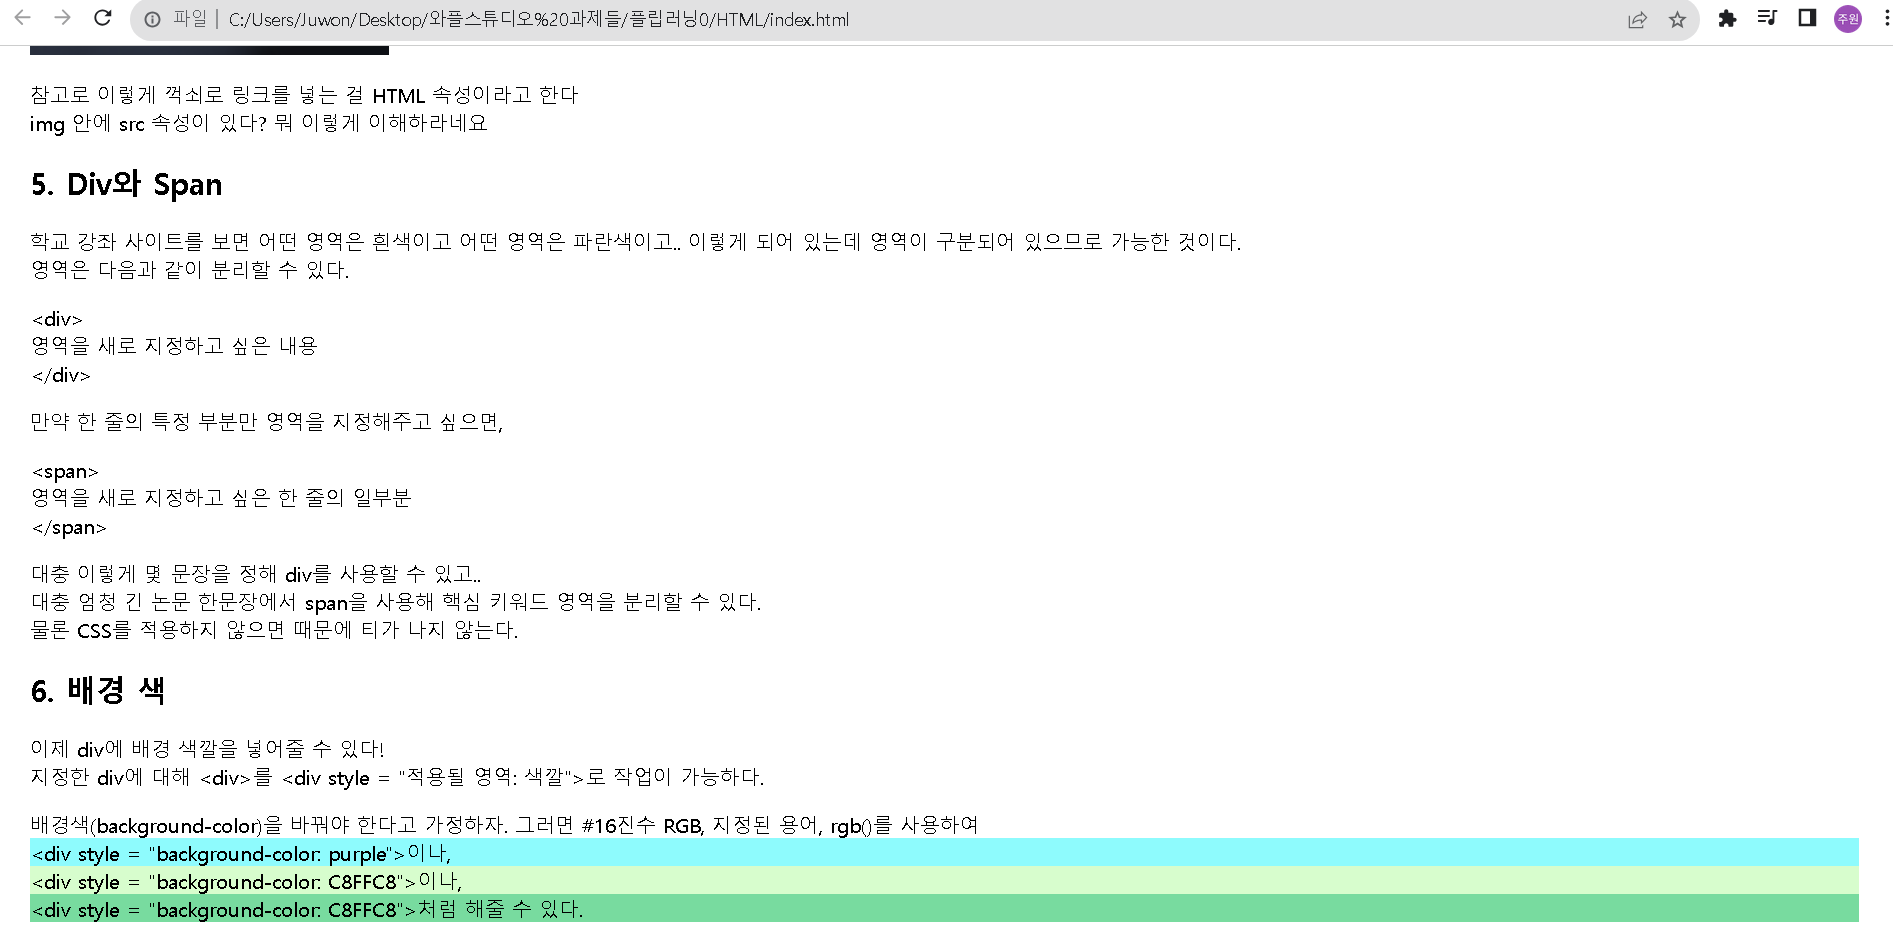 파일 | C:/Users/Juwon/Desktop/와플스튜디오%20과제들/플립러닝0/HTML/index.html
주원
참고로 이렇게 꺽쇠로 링크를 넣는 걸 HTML 속성이라고 한다
img 안에 src 속성이 있다? 뭐 이렇게 이해하라네요
5. Div와 Span
학교 강좌 사이트를 보면 어떤 영역은 흰색이고 어떤 영역은 파란색이고.. 이렇게 되어 있는데 영역이 구분되어 있으므로 가능한 것이다.
영역은 다음과 같이 분리할 수 있다.
<div>
영역을 새로 지정하고 싶은 내용
</div>
만약 한 줄의 특정 부분만 영역을 지정해주고 싶으면,
<span>
영역을 새로 지정하고 싶은 한 줄의 일부분
</span>
대충 이렇게 몇 문장을 정해 div를 사용할 수 있고..
대충 엄청 긴 논문 한문장에서 span을 사용해 핵심 키워드 영역을 분리할 수 있다.
물론 CSS를 적용하지 않으면 때문에 티가 나지 않는다.
6. 배경 색
이제 div에 배경 색깔을 넣어줄 수 있다!
지정한 div에 대해 <div>를 <div style = "적용될 영역: 색깔">로 작업이 가능하다.
배경색(background-color)을 바꿔야 한다고 가정하자. 그러면 #16진수 RGB, 지정된 용어, rgb()를 사용하여
<div style = "background-color: purple">이나,
<div style = "background-color: C8FFC8">이나,
<div style = "background-color: C8FFC8">처럼 해줄 수 있다.